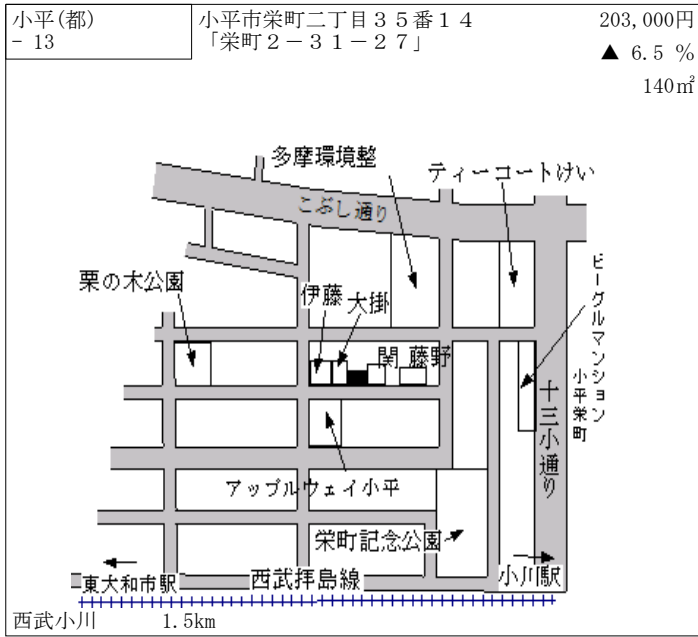 小平(都)
- 13
小平市栄町二丁目３５番１４
「栄町２－３１－２７」
203,000円
▲ 6.5 %
140㎡
多摩環境整
ティーコートけい
こぶし通り
栗の木公園
伊藤
大掛
関
藤野
ビーグルマンション
小平栄町
十三小通り
アップルウェイ小平
栄町記念公園
東大和市駅
西武拝島線
小川駅
西武小川
1.5km